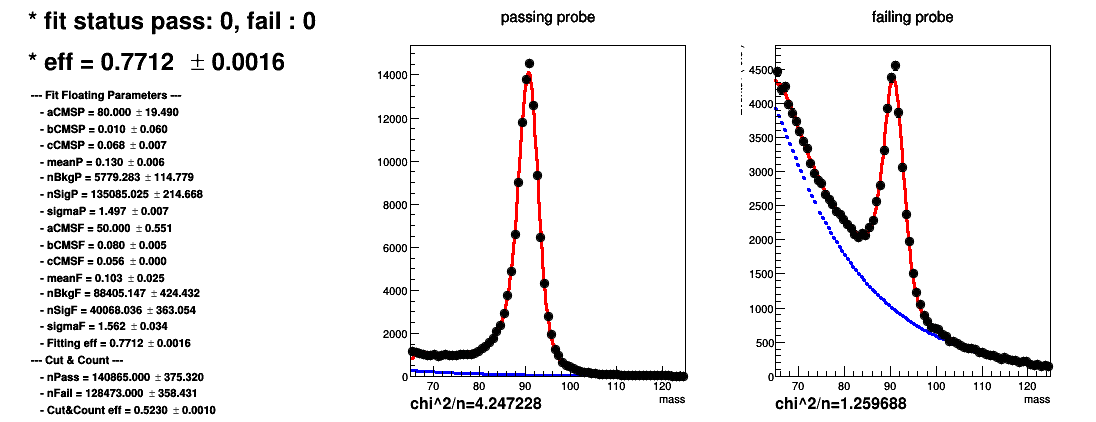 * fit status pass: 0, fail : 0
* eff = 0.7712 ± 0.0016
--- Fit Floating Parameters ---
- aCMSP = 80.000 ± 19.490
- bCMSP = 0.010 ± 0.060
- cCMSP = 0.068 ± 0.007
- meanP = 0.130 ± 0.006
- nBkgP = 5779.283 ± 114.779
- nSigP = 135085.025 ± 214.668
- sigmaP = 1.497 ± 0.007
- aCMSF = 50.000 ± 0.551
- bCMSF = 0.080 ± 0.005
- cCMSF = 0.056 ± 0.000
- meanF = 0.103 ± 0.025
- nBkgF = 88405.147 ± 424.432
- nSigF = 40068.036 ± 363.054
- sigmaF = 1.562 ± 0.034
- Fitting eff = 0.7712 ± 0.0016
--- Cut & Count ---
- nPass = 140865.000 ± 375.320
- nFail = 128473.000 ± 358.431
- Cut&Count eff = 0.5230 ± 0.0010
passing probe
14000
12000
10000
8000
6000
4000
2000
0
70 80 90 100 110 120
mass
chi^2/n=4.247228
failing probe
4500
4000
3500
3000
2500
2000
1500
1000
500
0
70 80 90 100 110 120
mass
chi^2/n=1.259688